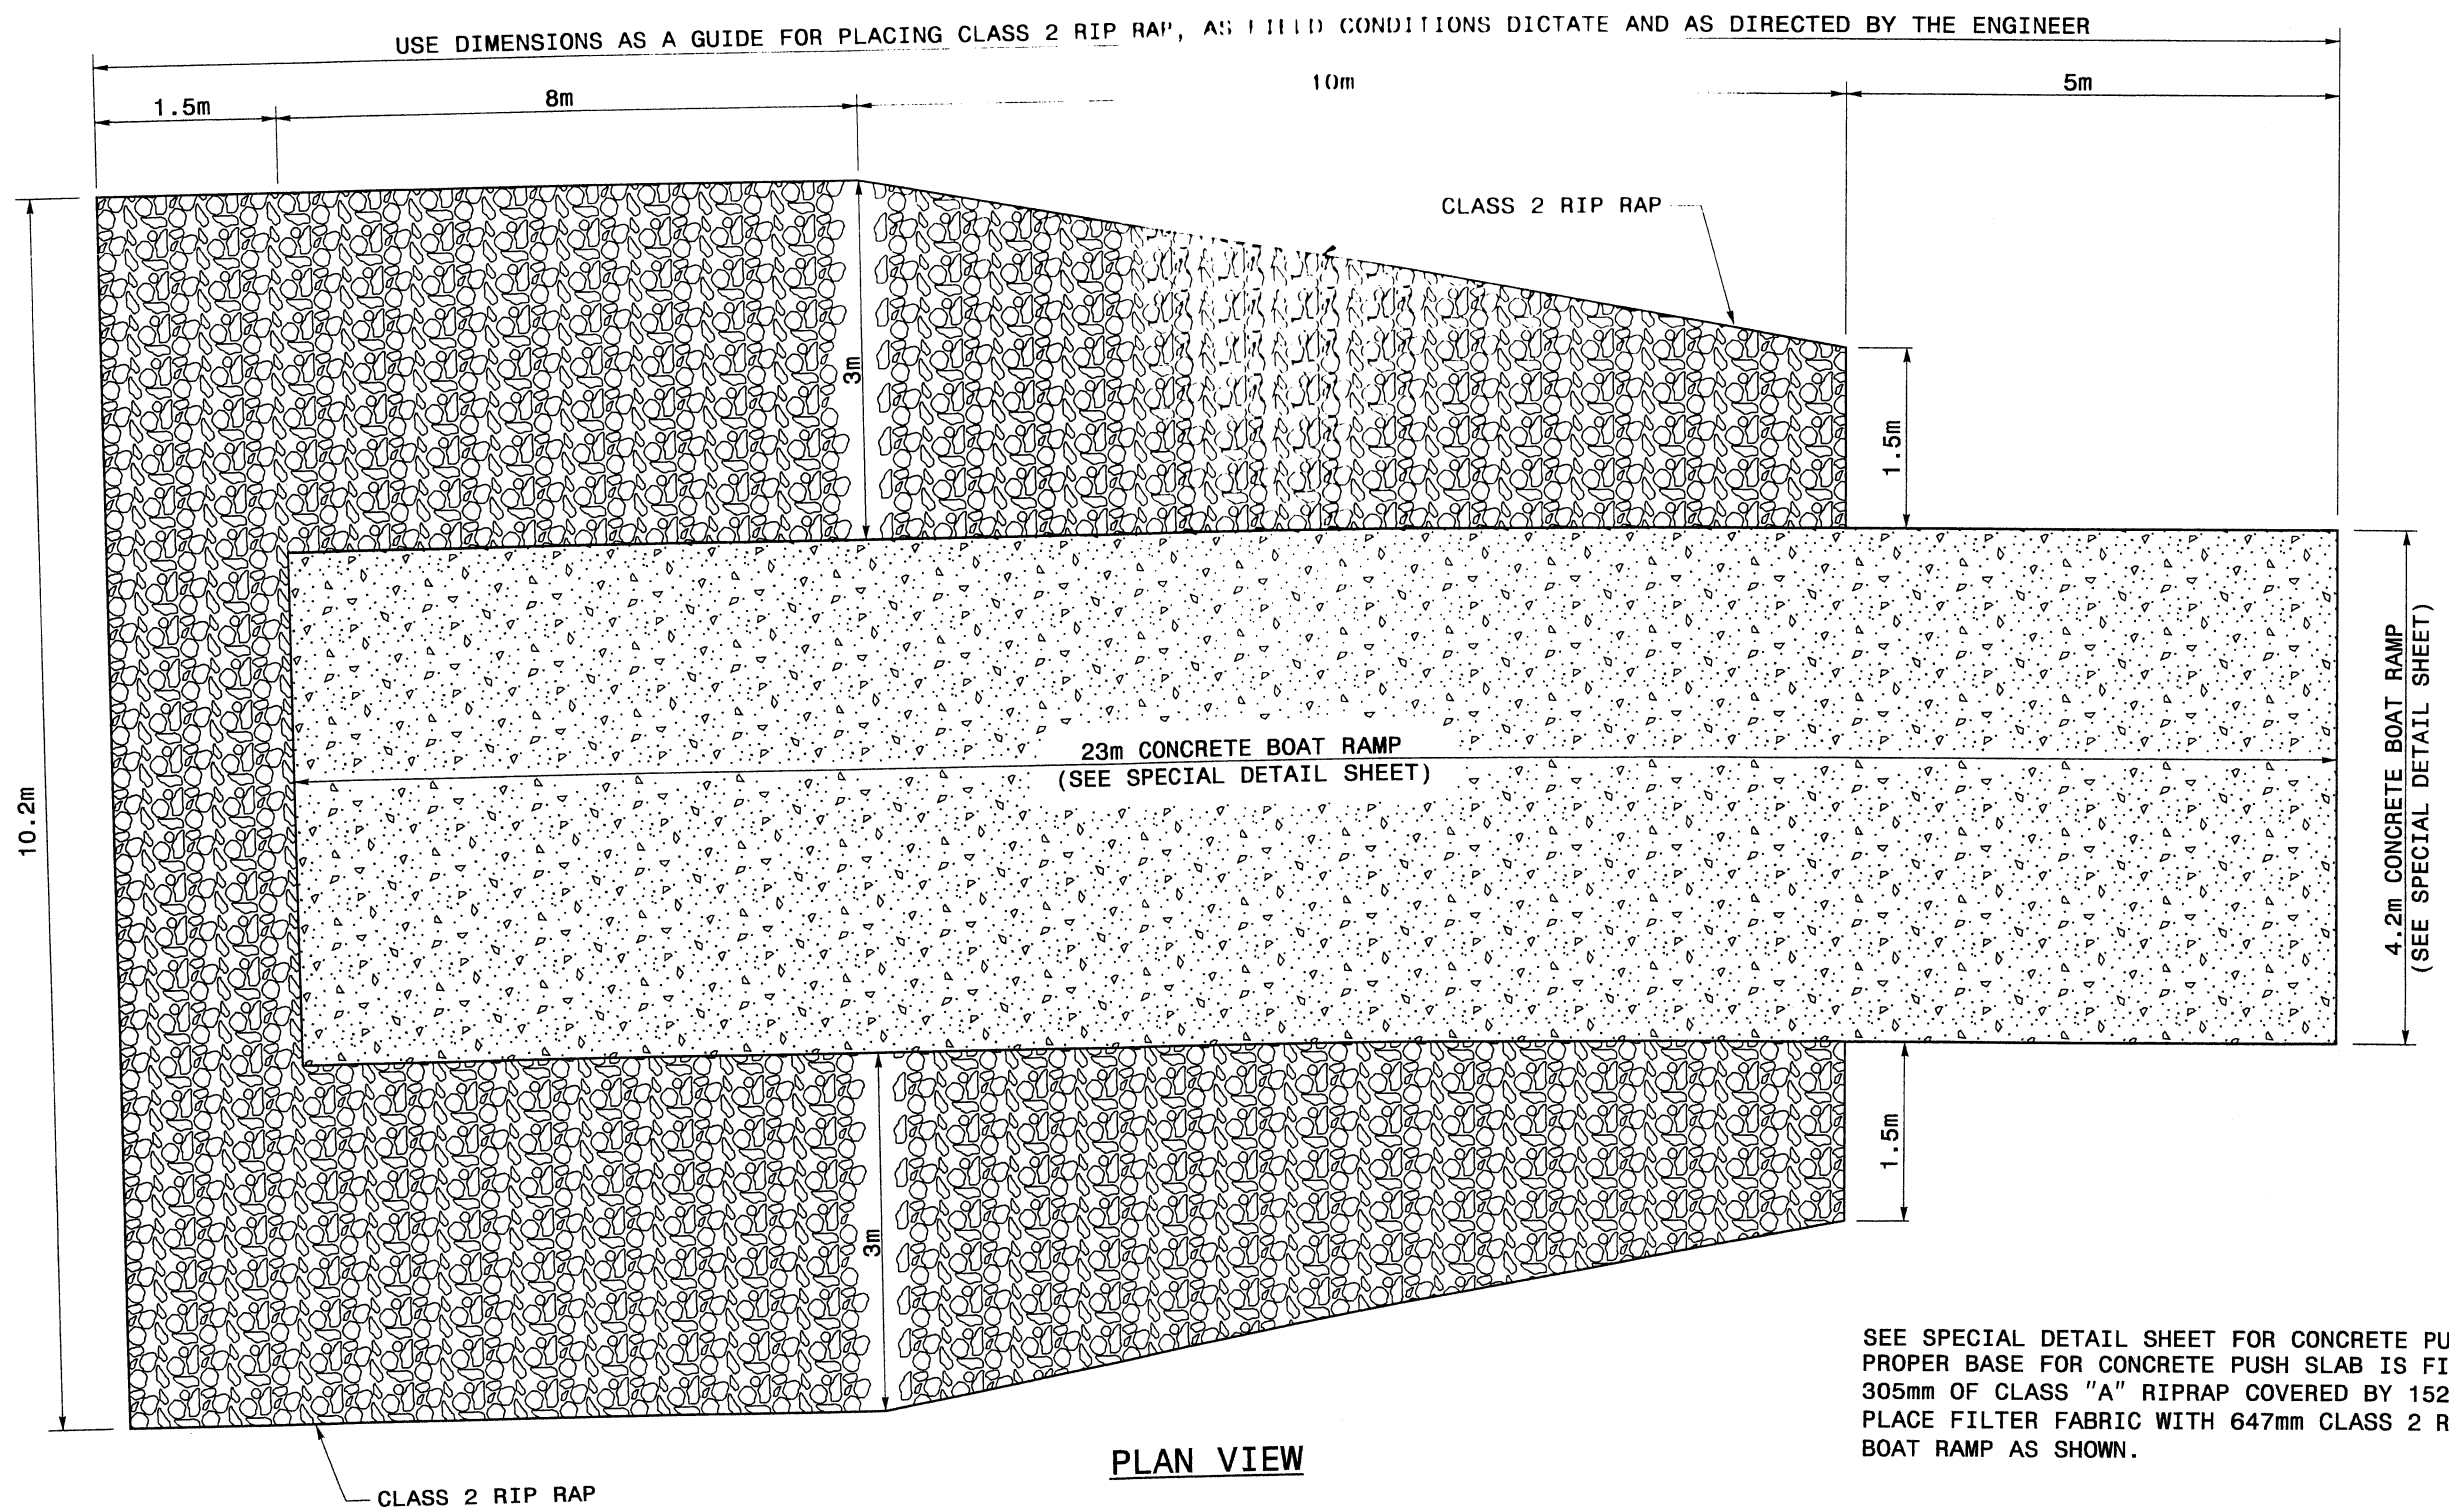 USE DIMENSIONS AS A GUIDE FOR PLACING CLASS 2 RIP RAP, AS FIELD CONDITIONS DICTATE AND AS DIRECTED BY THE ENGINEER
1.5m
8m
10m
5m
CLASS 2 RIP RAP
3m
1.5m
10.2m
23m CONCRETE BOAT RAMP
(SEE SPECIAL DETAIL SHEET)
4.2m CONCRETE BOAT RAMP
(SEE SPECIAL DETAIL SHEET)
1.5m
3m
SEE SPECIAL DETAIL SHEET FOR CONCRETE PU
PROPER BASE FOR CONCRETE PUSH SLAB IS FI
305mm OF CLASS "A" RIPRAP COVERED BY 152
PLACE FILTER FABRIC WITH 647mm CLASS 2 R
BOAT RAMP AS SHOWN.
PLAN VIEW
CLASS 2 RIP RAP